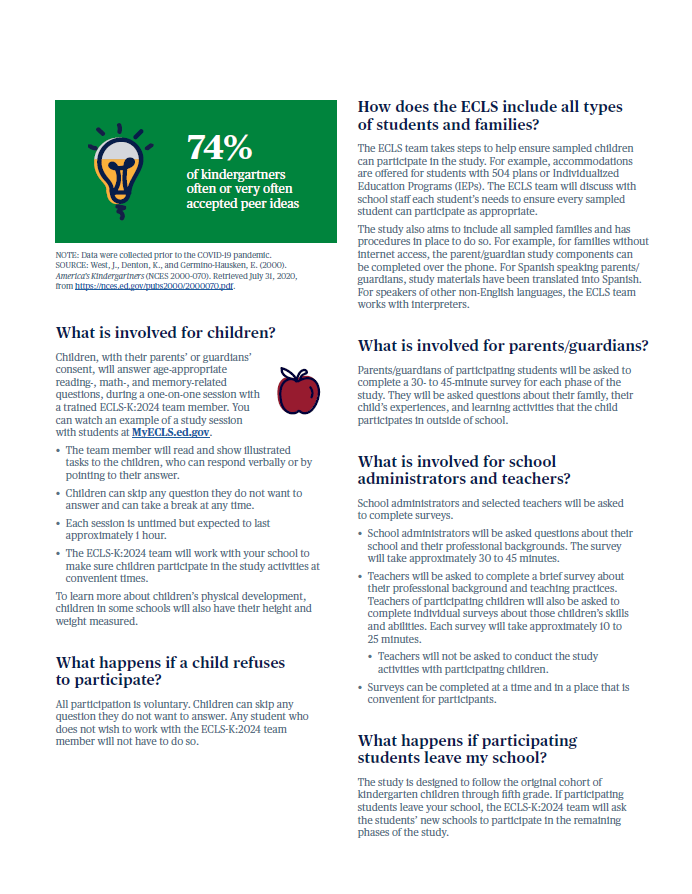 74%
of kindergartners
often or very often
accepted peer ideas
NOTE: Data were collected prior to the COVID-19 pandemic.
SOURCE: West, J., Denton, K., and Germino-Hausken, E. (2000).
America's Kindergartners (NCES 2000-070). Retrieved July 31, 2020,
from https://nces.ed.gov/pubs2000/2000070.pdf.
What is involved for children?
Children, with their parents' or guardians'
consent, will answer age-appropriate
reading-, math-, and memory-related
questions, during a one-on-one session with
a trained ECLS-K:2024 team member. You
can watch an example of a study session
with students at MyECLS.ed.gov.
• The team member will read and show illustrated
tasks to the children, who can respond verbally or by
pointing to their answer.
• Children can skip any question they do not want to
answer and can take a break at any time.
• Each session is untimed but expected to last
approximately 1 hour.
• The ECLS-K:2024 team will work with your school to
make sure children participate in the study activities at
convenient times.
To learn more about children's physical development,
children in some schools will also have their height and
weight measured.
What happens if a child refuses
to participate?
All participation is voluntary. Children can skip any
question they do not want to answer. Any student who
does not wish to work with the ECLS-K:2024 team
member will not have to do so.
How does the ECLS include all types
of students and families?
The ECLS team takes steps to help ensure sampled children
can participate in the study. For example, accommodations
are offered for students with 504 plans or Individualized
Education Programs (IEPs). The ECLS team will discuss with
school staff each student's needs to ensure every sampled
student can participate as appropriate.
The study also aims to include all sampled families and has
procedures in place to do so. For example, for families without
internet access, the parent/guardian study components can
be completed over the phone. For Spanish speaking parents/
guardians, study materials have been translated into Spanish.
For speakers of other non-English languages, the ECLS team
works with interpreters.
What is involved for parents/guardians?
Parents/guardians of participating students will be asked to
complete a 30- to 45-minute survey for each phase of the
study. They will be asked questions about their family, their
child's experiences, and learning activities that the child
participates in outside of school.
What is involved for school
administrators and teachers?
School administrators and selected teachers will be asked
to complete surveys.
• School administrators will be asked questions about their
school and their professional backgrounds. The survey
will take approximately 30 to 45 minutes.
• Teachers will be asked to complete a brief survey about
their professional background and teaching practices.
Teachers of participating children will also be asked to
complete individual surveys about those children's skills
and abilities. Each survey will take approximately 10 to
25 minutes.
• Teachers will not be asked to conduct the study
activities with participating children.
• Surveys can be completed at a time and in a place that is
convenient for participants.
What happens if participating
students leave my school?
The study is designed to follow the original cohort of
kindergarten children through fifth grade. If participating
students leave your school, the ECLS-K:2024 team will ask
the students' new schools to participate in the remaining
phases of the study.